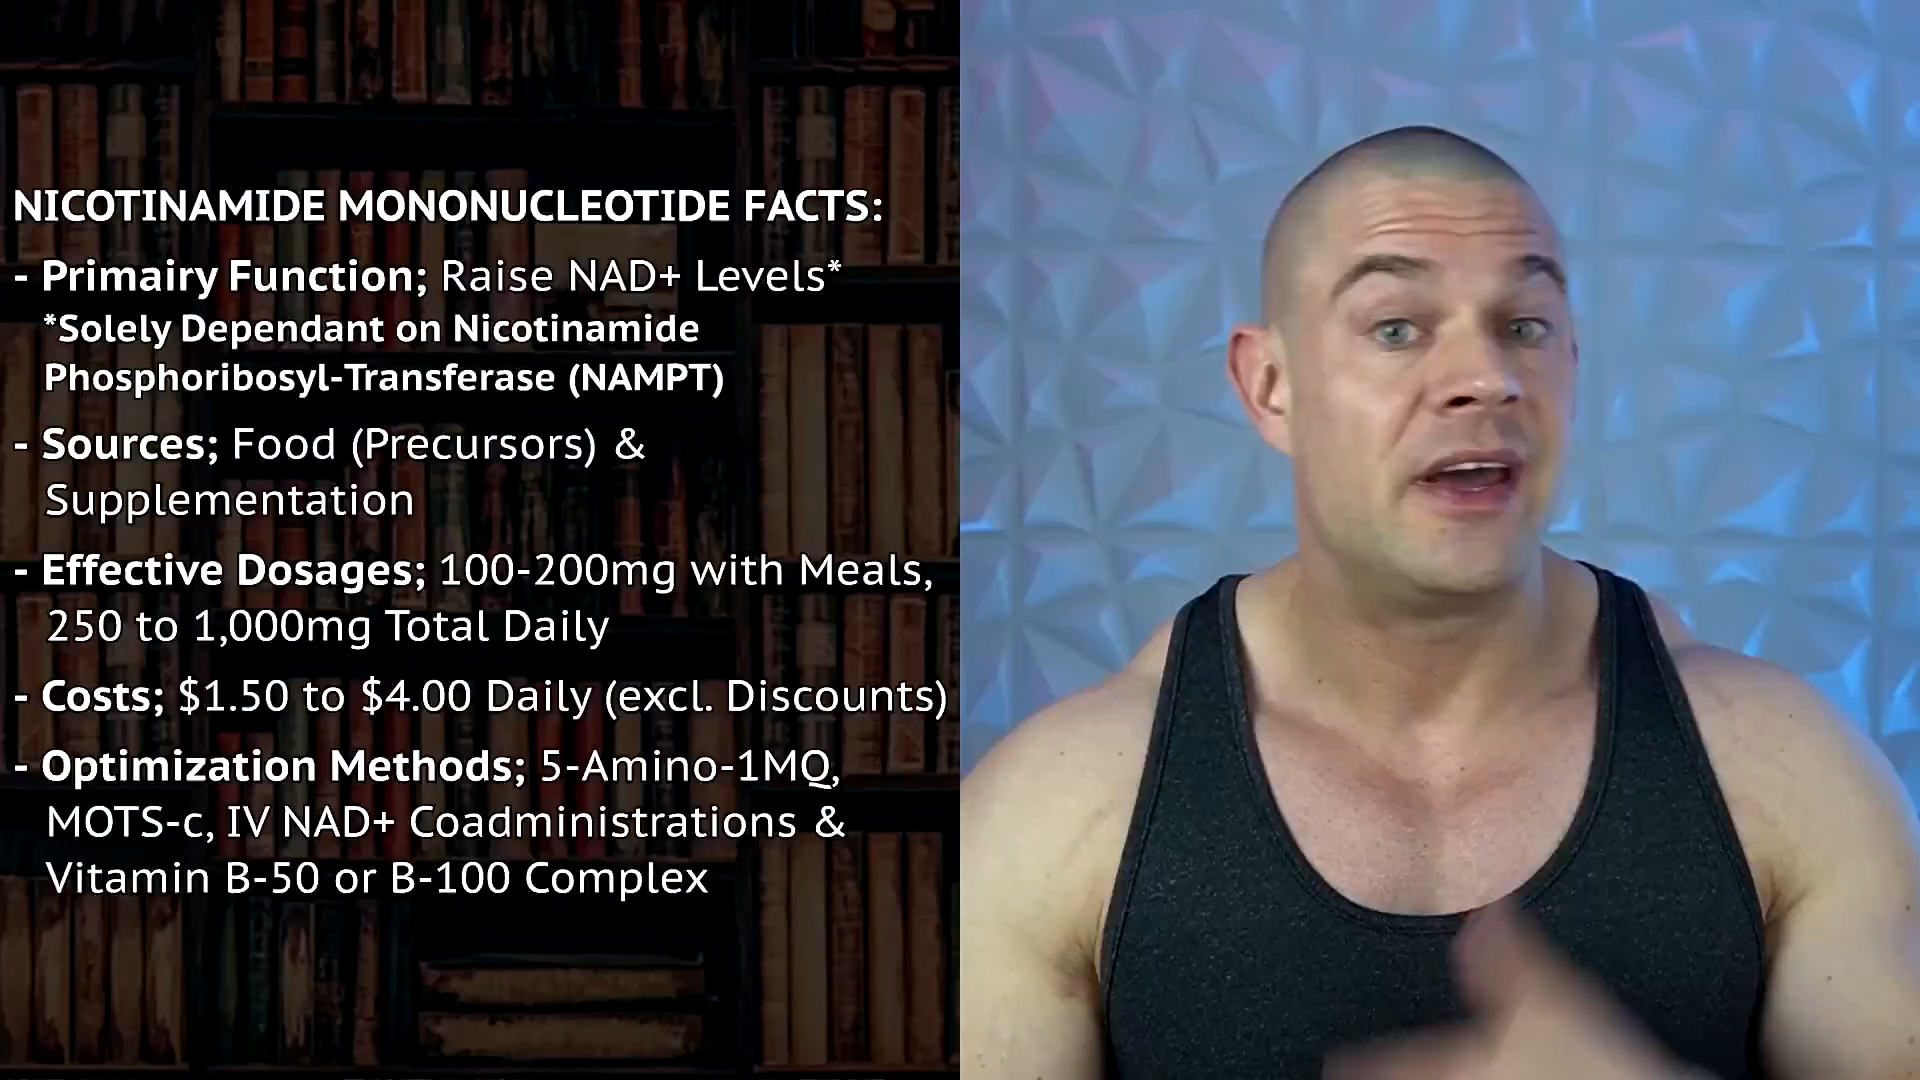 NICOTINAMIDE MONONUCLEOTIDE FACTS:
- Primairy Function; Raise NAD+ Levels*
*Solely Dependant on Nicotinamide
Phosphoribosyl-Transferase (NAMPT)
- Sources; Food (Precursors) &
Supplementation
- Effective Dosages; 100-200mg with Meals,
250 to 1,000mg Total Daily
- Costs; $1.50 to $4.00 Daily (excl. Discounts)
- Optimization Methods; 5-Amino-1MQ,
MOTS-c, IV NAD+ Coadministrations &
Vitamin B-50 or B-100 Complex